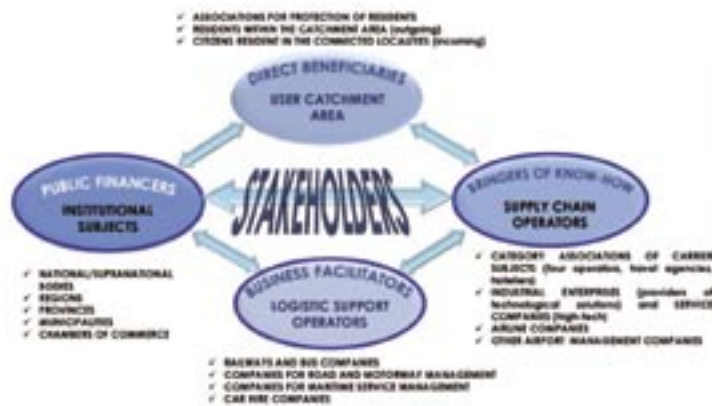 ✓ ASSOCIATIONS FOR PROTECTION OF RESIDENTS
✓ RESIDENTS WITHIN THE CATCHMENT AREA (outgoing)
✓ CITIZENS RESIDENT IN THE CONNECTED LOCALITIES (incoming)
DIRECT BENEFICIARIES
USER CATCHMENT
AREA
PUBLIC FINANCERS
INSTITUTIONAL
SUBJECTS
STAKEHOLDERS
BRINGERS OF KNOW-HOW
SUPPLY CHAIN
OPERATORS
BUSINESS FACILITATORS
LOGISTIC SUPPORT
OPERATORS
✓ NATIONAL/SUPRANATIONAL
BODIES
✓ REGIONS
✓ PROVINCES
✓ MUNICIPALITIES
✓ CHAMBERS OF COMMERCE
✓ CATEGORY ASSOCIATIONS OF CARRIER
SUBJECTS (tour operators, travel agencies,
hoteliers)
✓ INDUSTRIAL ENTERPRISES (providers of
technological solutions) and SERVICE
COMPANIES (high-tech)
✓ AIRLINE COMPANIES
✓ OTHER AIRPORT MANAGEMENT COMPANIES
✓ RAILWAYS AND BUS COMPANIES
✓ COMPANIES FOR ROAD AND MOTORWAY MANAGEMENT
✓ COMPANIES FOR MARITIME SERVICE MANAGEMENT
✓ CAR HIRE COMPANIES